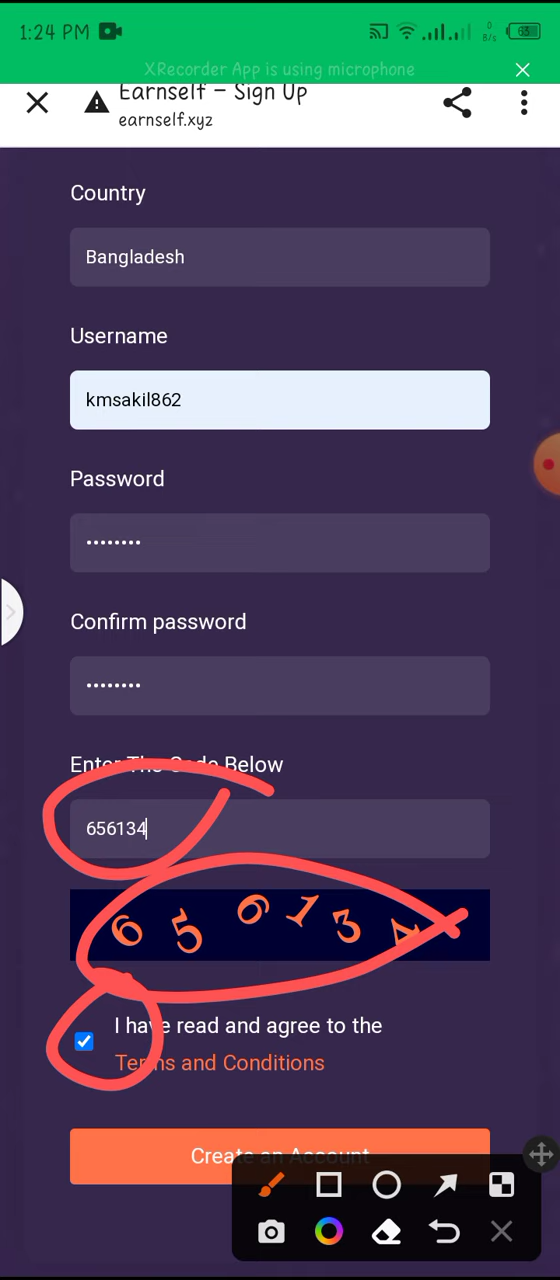 1:24 PM
0
B/s
63
XRecorder App is using microphone
Earnself – Sign Up
earnself.xyz
Country
Bangladesh
Username
kmsakil862
Password
••••••••
Confirm password
••••••••
Enter The Code Below
656134
6 5 6 1 3 4
I have read and agree to the
Terms and Conditions
Create an Account